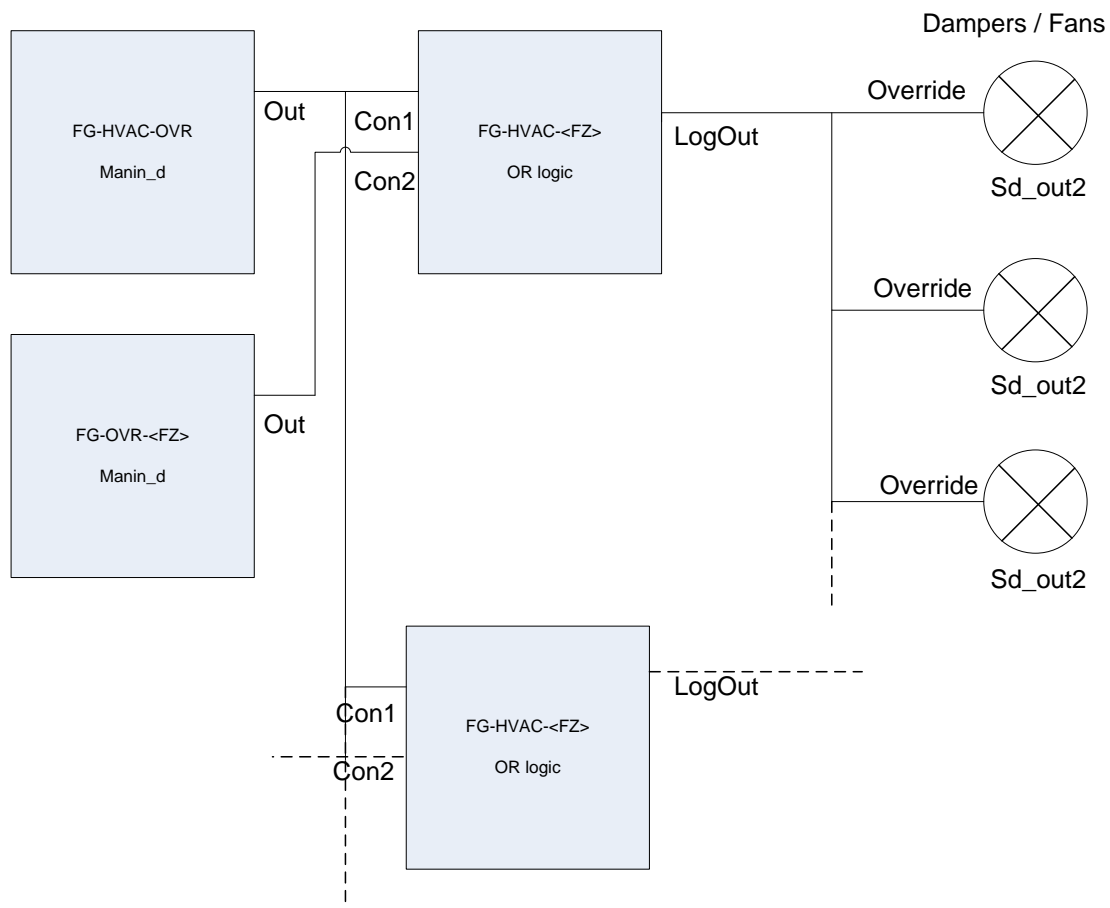 Dampers / Fans
FG-HVAC-OVR
Manin_d
Out
Con1
Con2
FG-HVAC-<FZ>
OR logic
LogOut
Override
Sd_out2
Override
Sd_out2
FG-OVR-<FZ>
Manin_d
Out
Override
Sd_out2
Con1
Con2
FG-HVAC-<FZ>
OR logic
LogOut